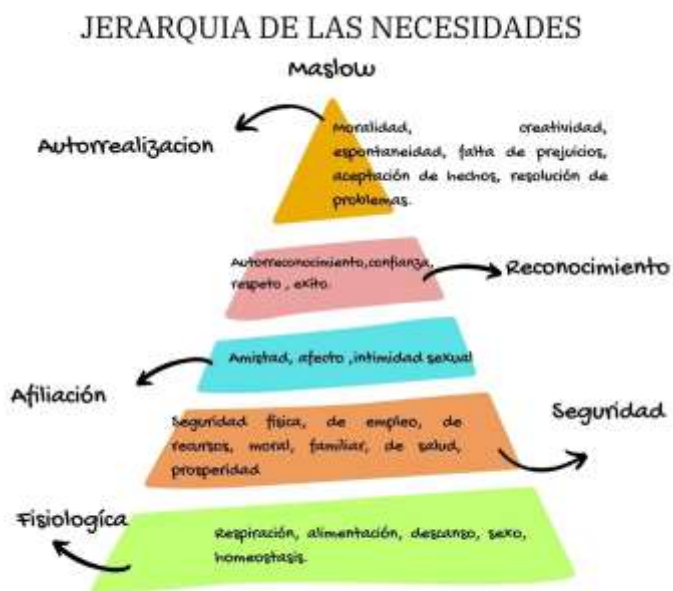 JERARQUIA DE LAS NECESIDADES
Maslow
Autorrealizacion
Moralidad, creatividad,
espontaneidad, falta de prejuicios,
aceptación de hechos, resolución de
problemas.
Autorreconocimiento,confianza,
respeto , exito.
Reconocimiento
Amistad, afecto ,intimidad sexual
Afiliación
Seguridad física, de empleo, de
recursos, moral, familiar, de salud,
prosperidad
Seguridad
Fisiologíca
Respiración, alimentación, descanso, sexo,
homeostasis.